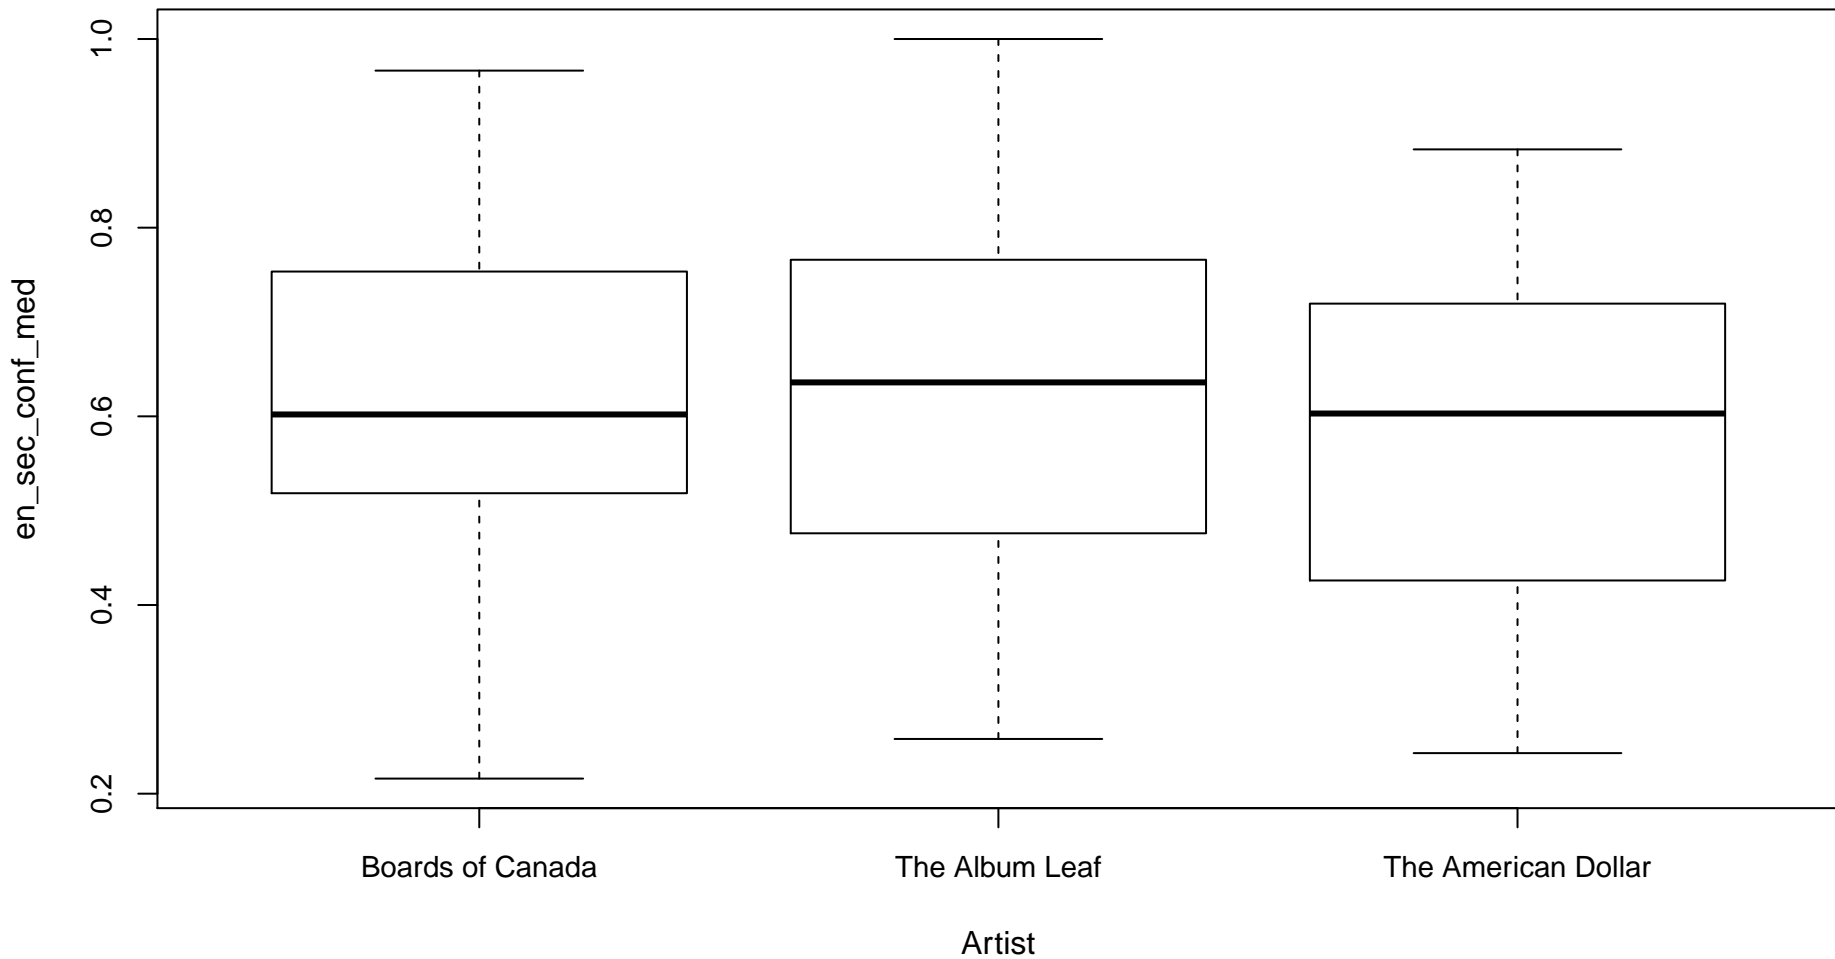 en_sec_conf_med
1.0
0.8
0.6
0.4
0.2
Boards of Canada
The Album Leaf
The American Dollar
Artist